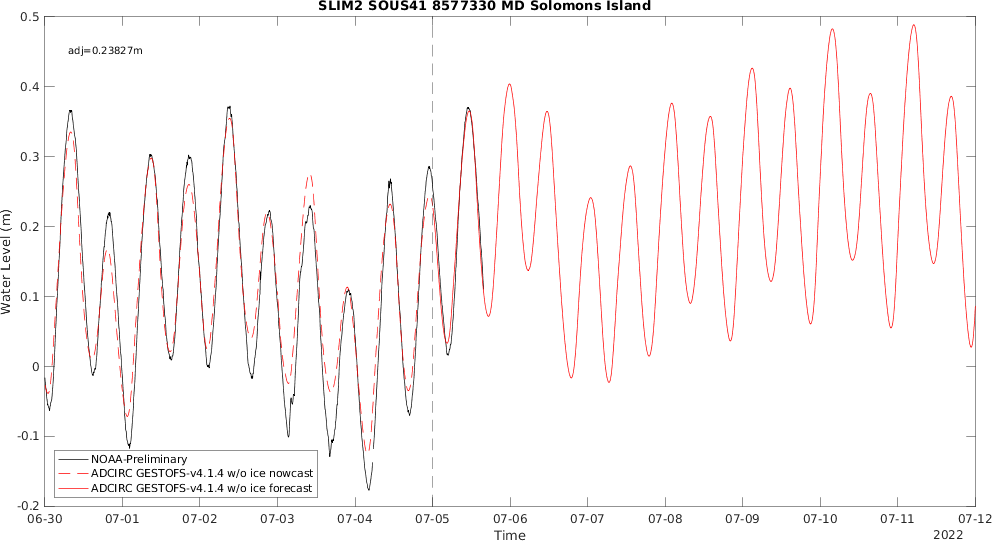 SLIM2 SOUS41 8577330 MD Solomons Island
adj=0.23827m
0.5
0.4
0.3
0.2
0.1
0
-0.1
-0.2
Water Level (m)
NOAA-Preliminary
ADCIRC GESTOFS-v4.1.4 w/o ice nowcast
ADCIRC GESTOFS-v4.1.4 w/o ice forecast
06-30 07-01 07-02 07-03 07-04 07-05 07-06 07-07 07-08 07-09 07-10 07-11 07-12
Time
2022